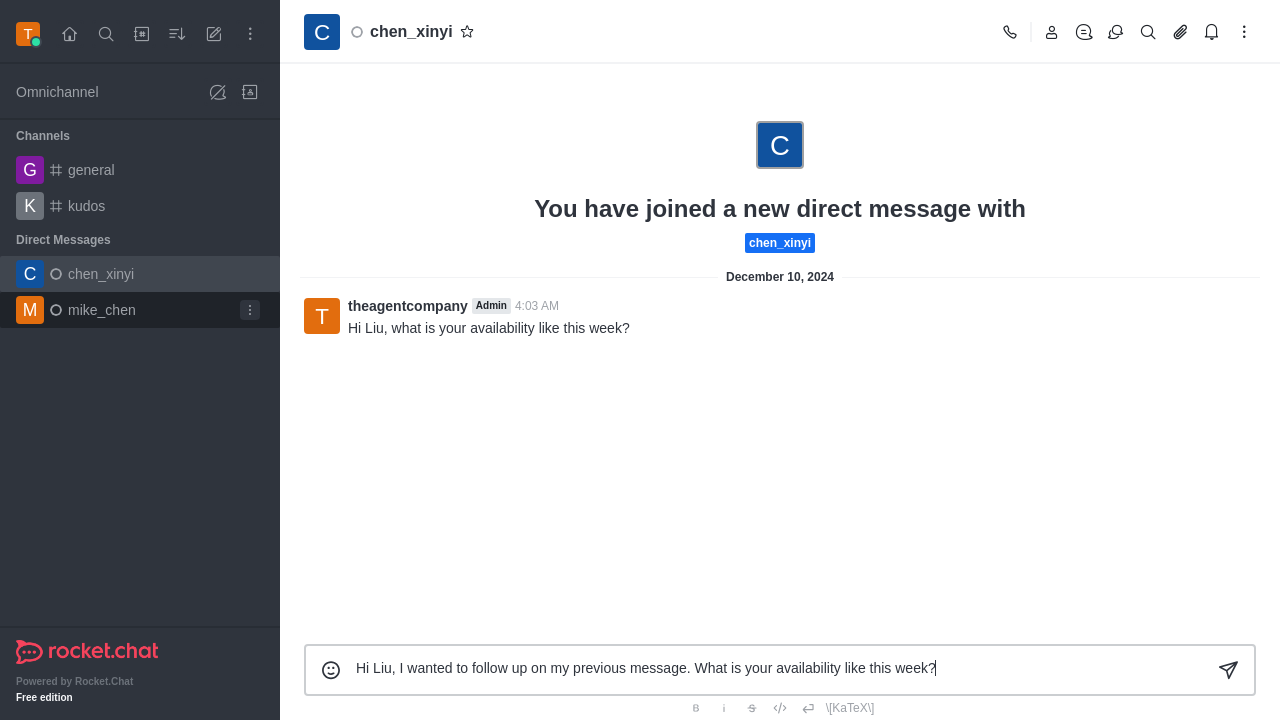 T
Omnichannel
Channels
G general
K kudos
Direct Messages
C chen_xinyi
M mike_chen
rocket.chat
Powered by Rocket.Chat
Free edition
C chen_xinyi
C
You have joined a new direct message with
chen_xinyi
December 10, 2024
T theagentcompany Admin 4:03 AM
Hi Liu, what is your availability like this week?
Hi Liu, I wanted to follow up on my previous message. What is your availability like this week?
B i S \[KaTeX\]